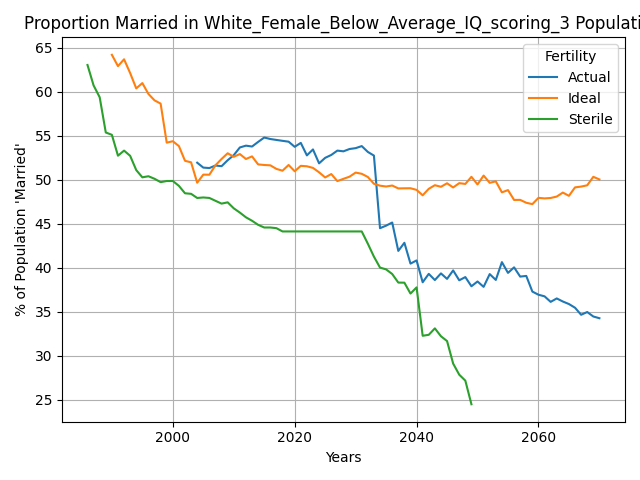 Proportion Married in White_Female_Below_Average_IQ_scoring_3 Populati
65
60
55
50
45
40
35
30
25
% of Population 'Married'
2000 2020 2040 2060
Years
Fertility
Actual
Ideal
Sterile